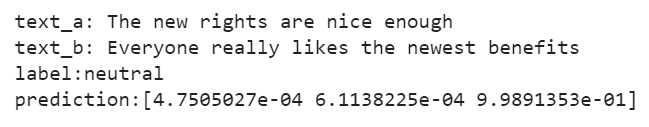 text_a: The new rights are nice enough
text_b: Everyone really likes the newest benefits
label:neutral
prediction:[4.7505027e-04 6.1138225e-04 9.9891353e-01]